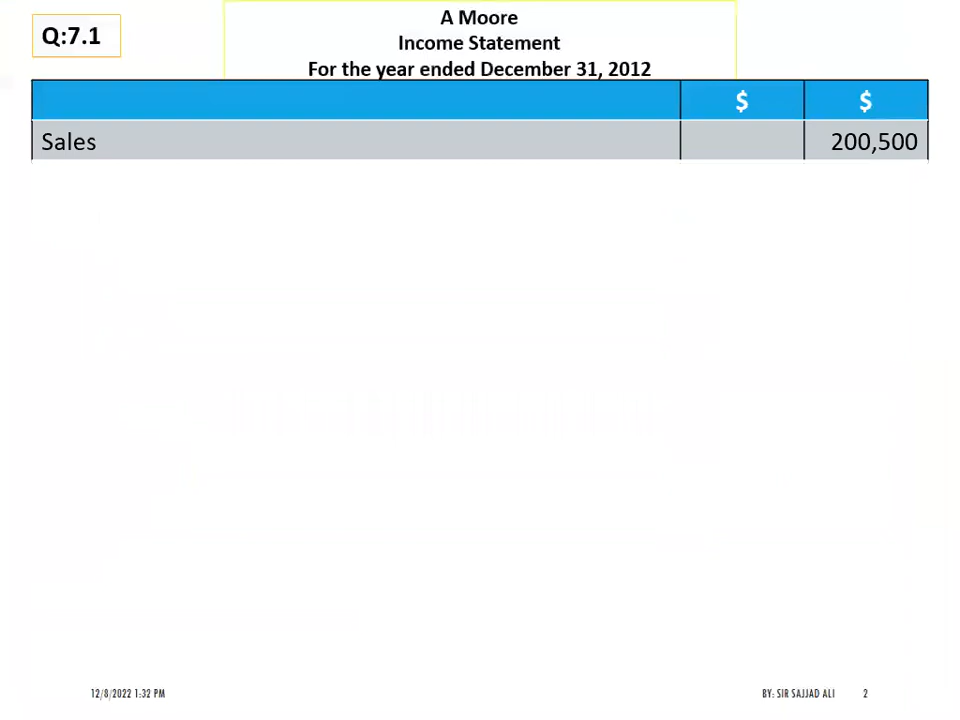 Q:7.1
A Moore
Income Statement
For the year ended December 31, 2012
$ $
Sales 200,500
12/8/2022 1:32 PM BY: SIR SAJJAD ALI 2